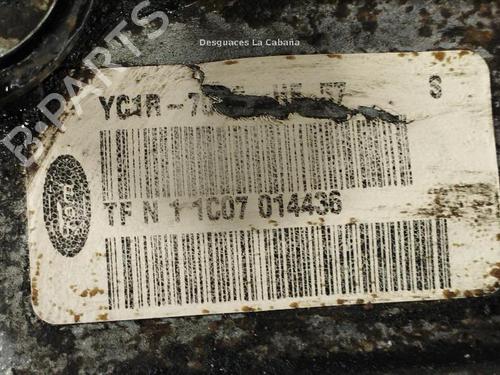 Desguaces La Cabaña
B-PARTS
YC1R-7 S
TF N 1 1C07 014436